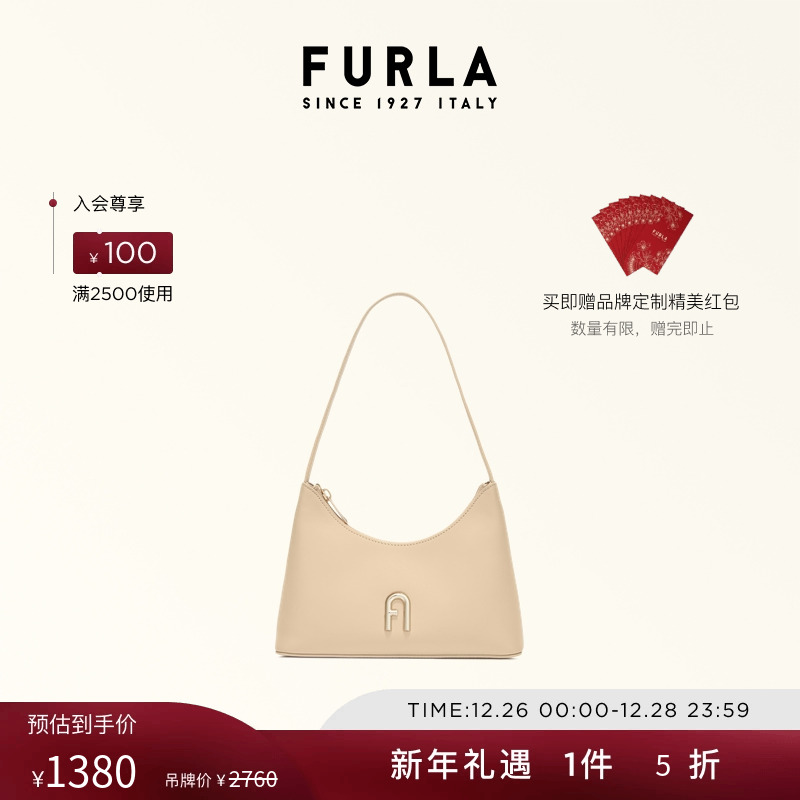 FURLA
SINCE 1927 ITALY
入会尊享
¥100
满2500使用
FURLA
买即赠品牌定制精美红包
数量有限，赠完即止
TIME:12.26 00:00-12.28 23:59
预估到手价
¥1380 吊牌价 ¥2760
新年礼遇 1件 5 折